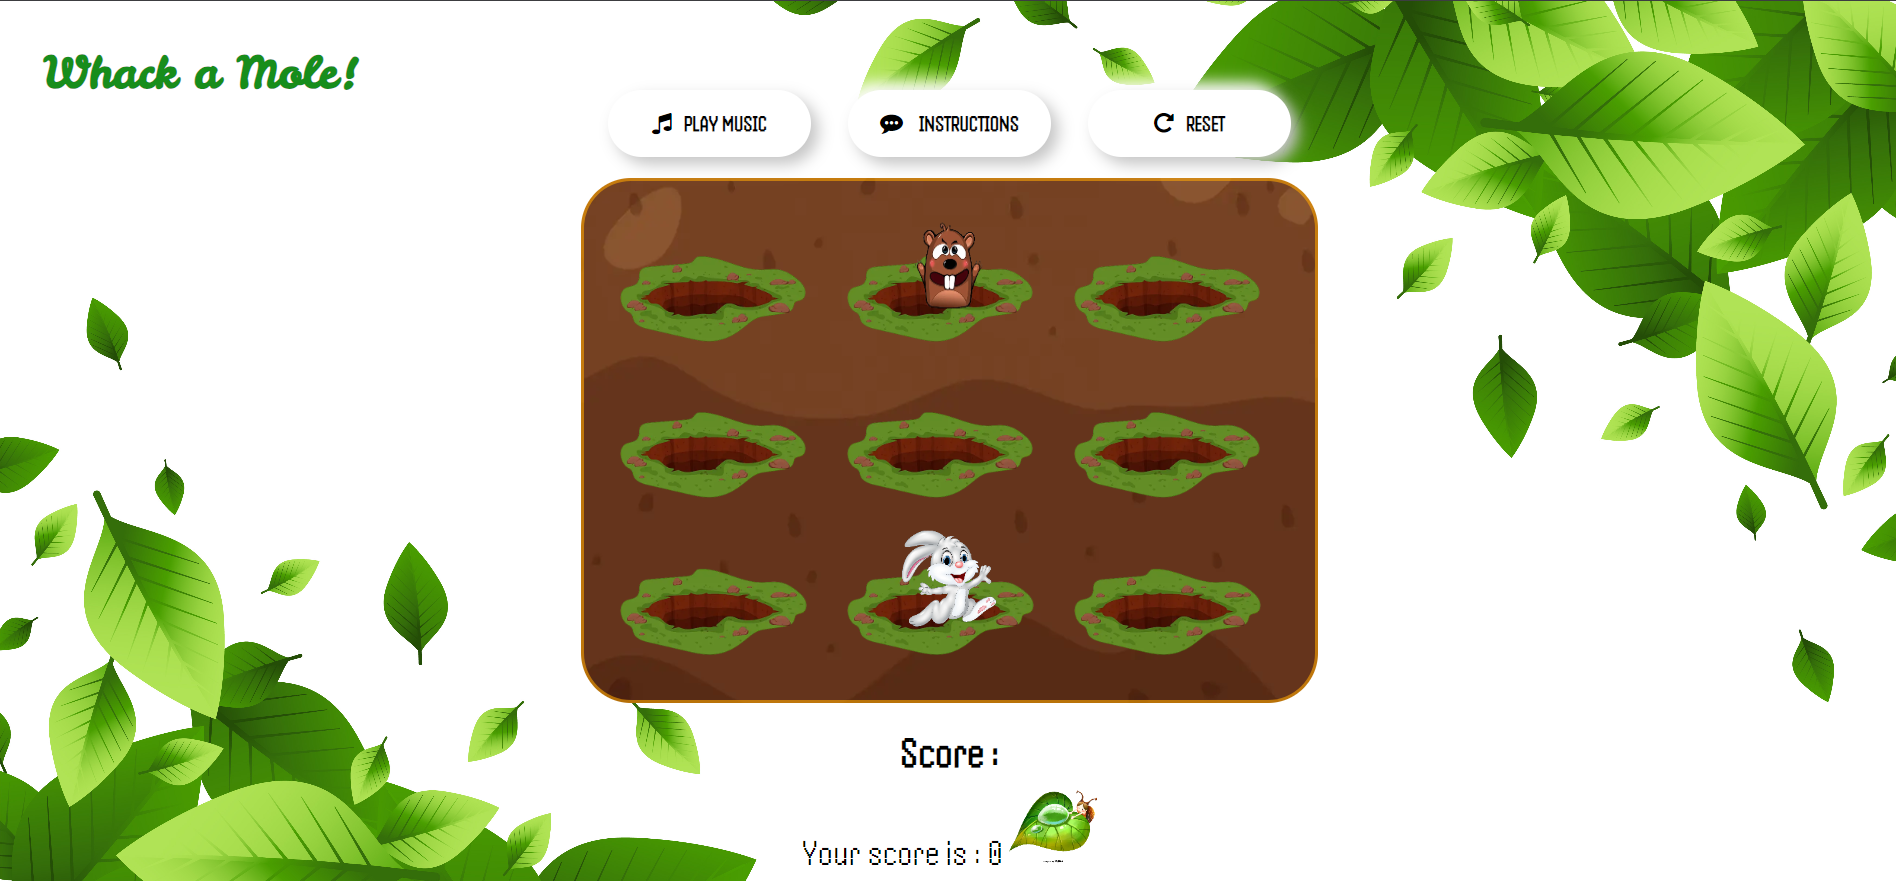 Whack a Mole!
PLAY MUSIC
INSTRUCTIONS
RESET
Score :
Your score is : 0